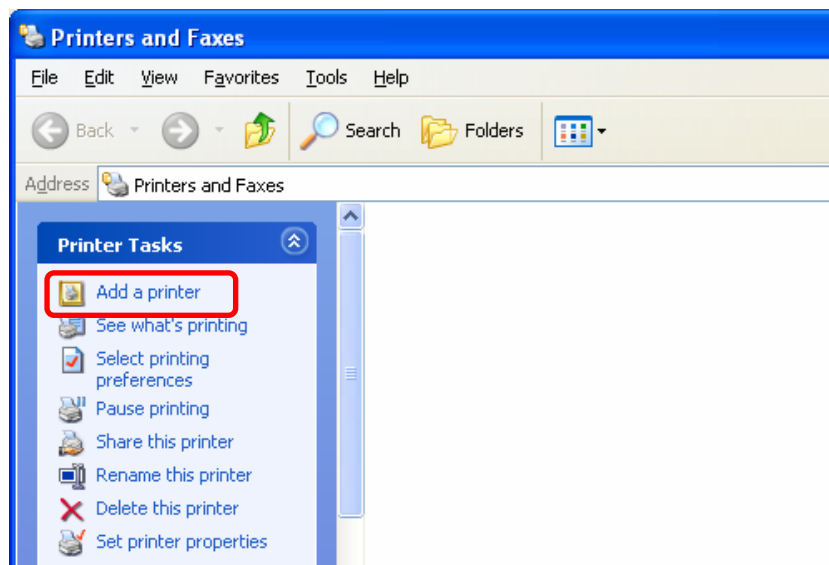 Printers and Faxes
File Edit View Favorites Tools Help
Back Search Folders
Address Printers and Faxes
Printer Tasks
Add a printer
See what's printing
Select printing
preferences
Pause printing
Share this printer
Rename this printer
Delete this printer
Set printer properties